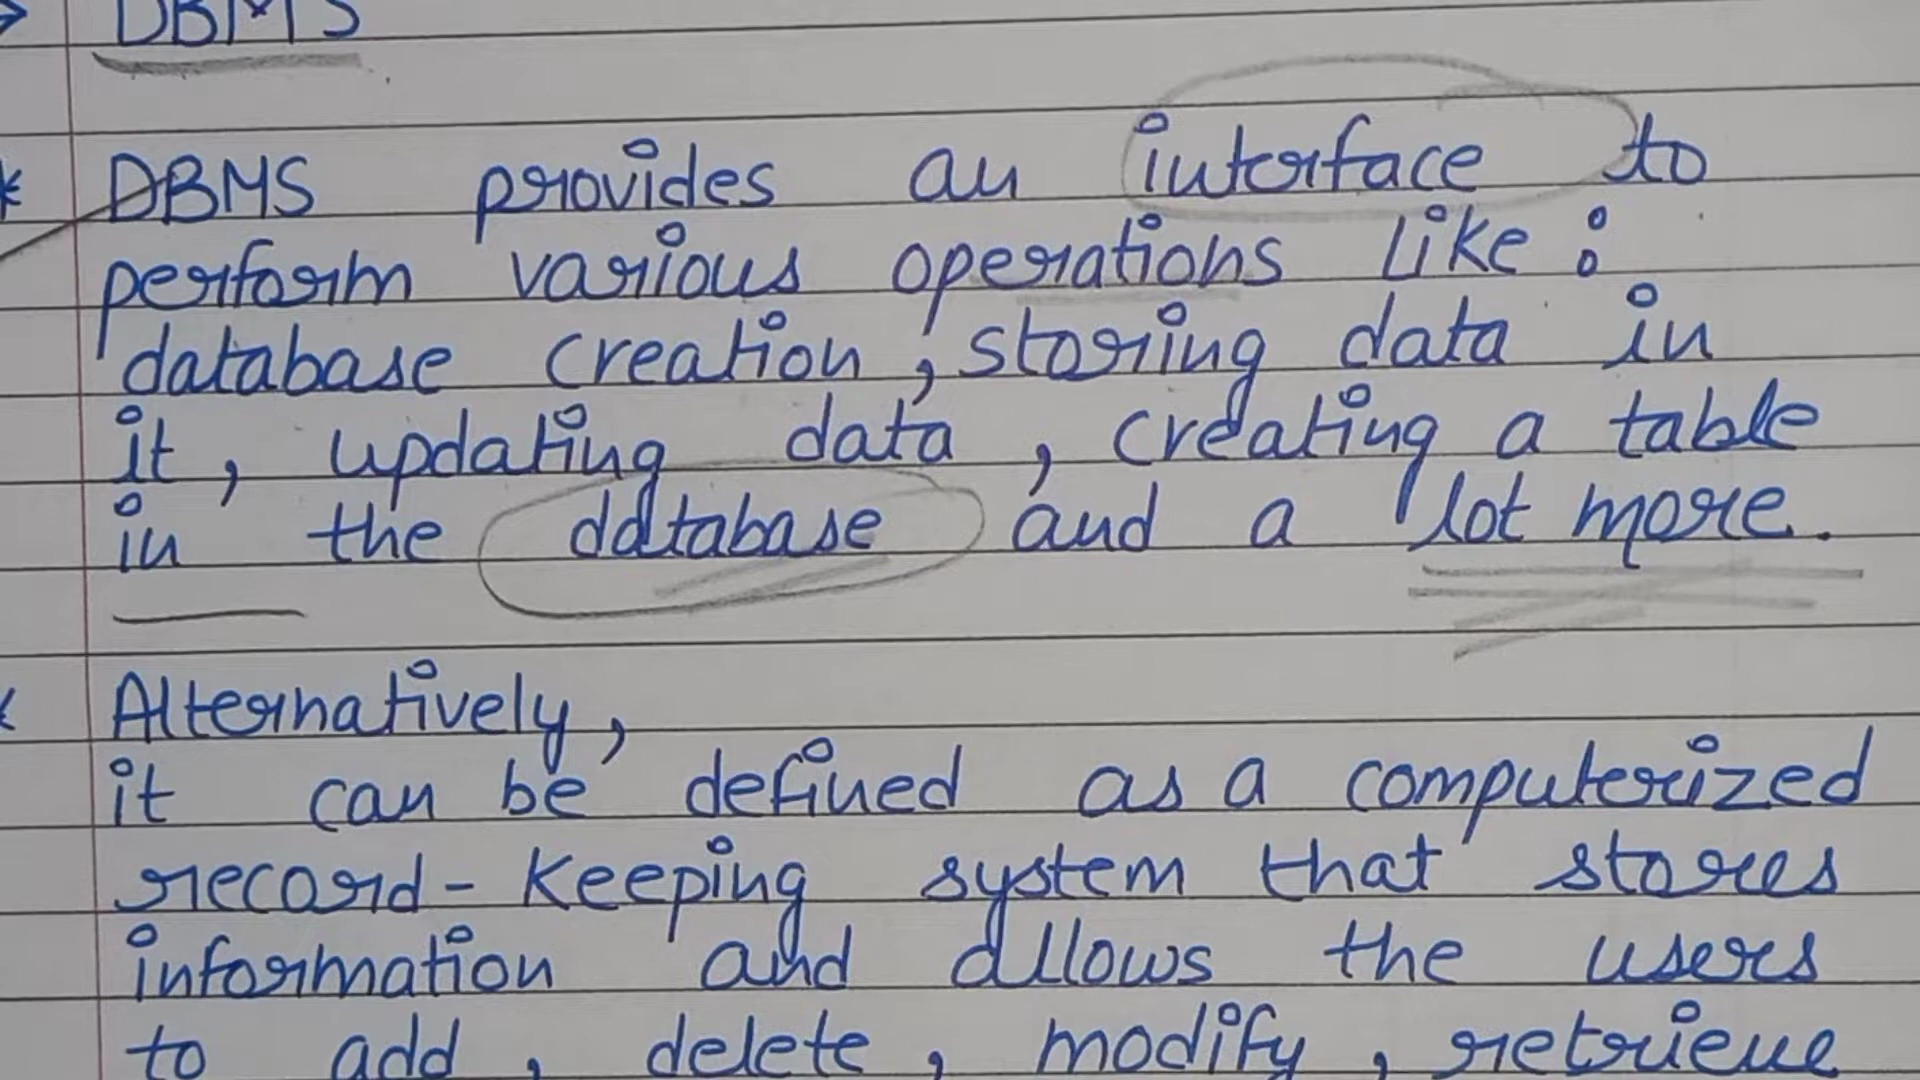 DBMS
* DBMS provides an interface to
perform various operations like :
database creation, storing data in
it, updating data, creating a table
in the database and a lot more.
* Alternatively,
it can be defined as a computerized
record-keeping system that stores
information and allows the users
to add, delete, modify, retrieve